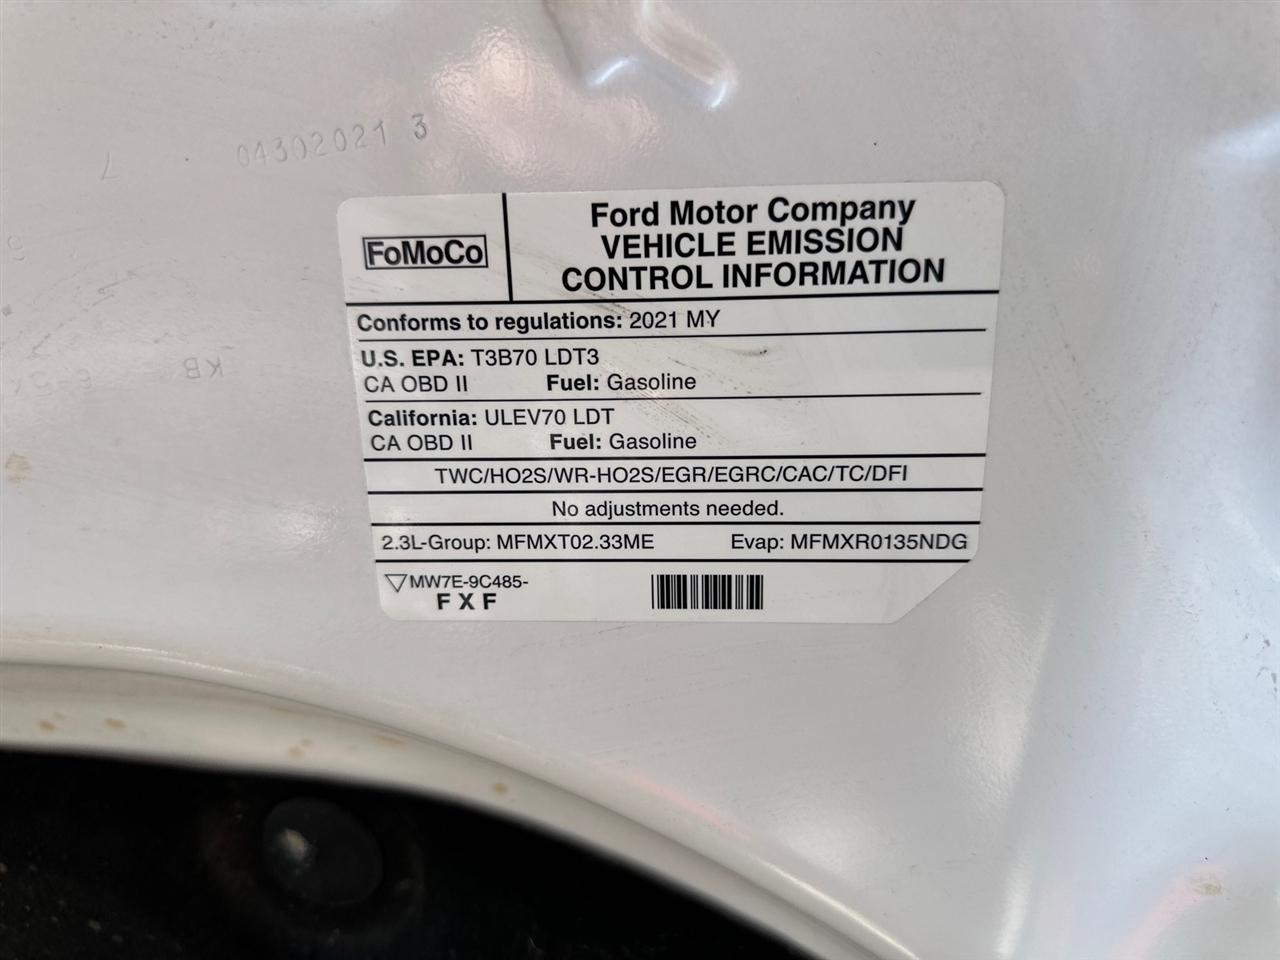 04302021 3
FoMoCo
Ford Motor Company
VEHICLE EMISSION
CONTROL INFORMATION
Conforms to regulations: 2021 MY
U.S. EPA: T3B70 LDT3
CA OBD II Fuel: Gasoline
California: ULEV70 LDT
CA OBD II Fuel: Gasoline
TWC/HO2S/WR-HO2S/EGR/EGRC/CAC/TC/DFI
No adjustments needed.
2.3L-Group: MFMXT02.33ME Evap: MFMXR0135NDG
MW7E-9C485-
F X F